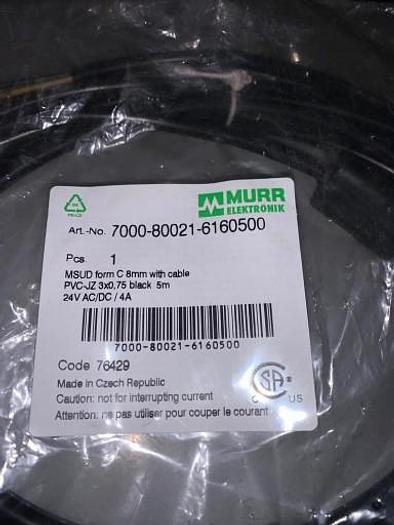 MURR
ELEKTRONIK
Art.-No. 7000-80021-6160500
Pcs 1
MSUD form C 8mm with cable
PVC-JZ 3x0,75 black 5m
24V AC/DC / 4A
7000-80021-6160500
Code 76429
Made in Czech Republic
Caution: not for interrupting current
Attention: ne pas utiliser pour couper le courant
SA
C US